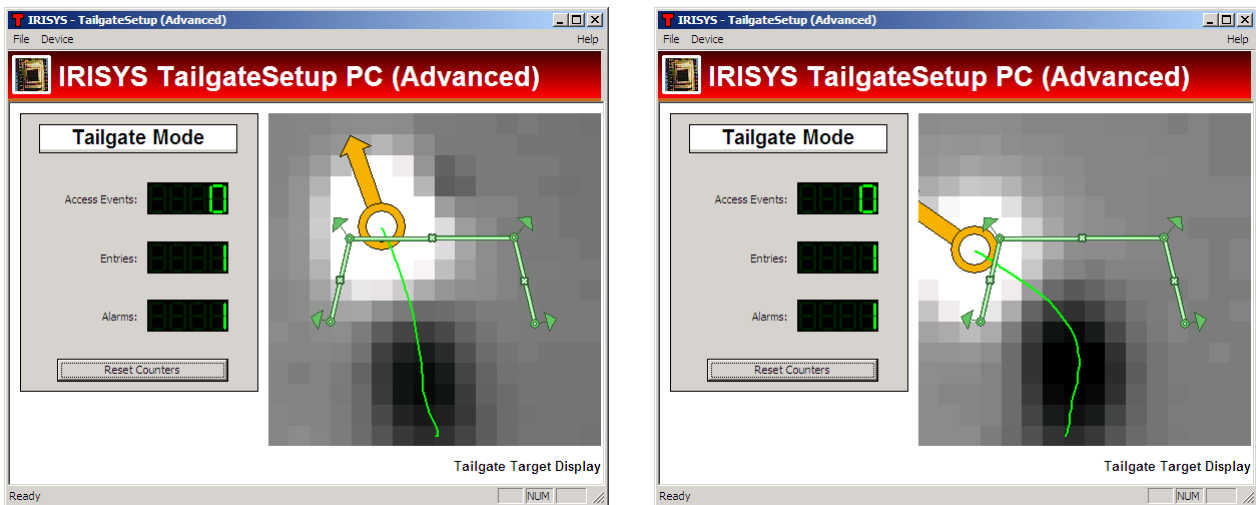 IRISYS - TailgateSetup (Advanced)
File Device Help
IRISYS TailgateSetup PC (Advanced)
Tailgate Mode
Access Events: 0
Entries: 1
Alarms: 1
Reset Counters
Tailgate Target Display
Ready NUM
IRISYS - TailgateSetup (Advanced)
File Device Help
IRISYS TailgateSetup PC (Advanced)
Tailgate Mode
Access Events: 0
Entries: 1
Alarms: 1
Reset Counters
Tailgate Target Display
Ready NUM